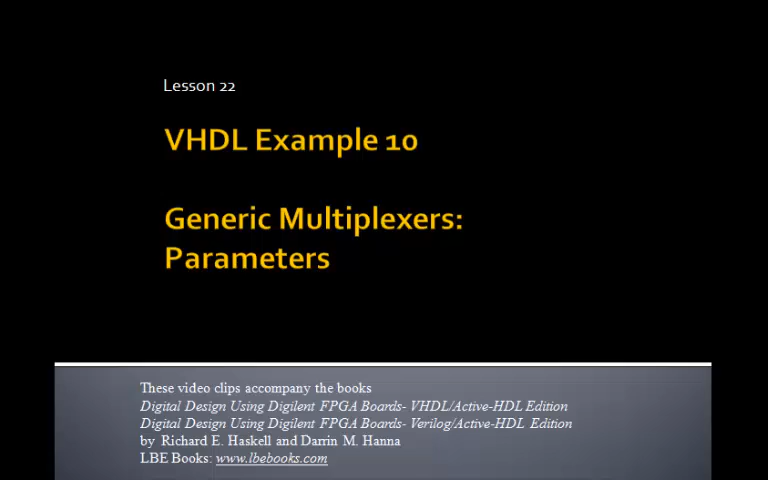 Lesson 22
VHDL Example 10
Generic Multiplexers:
Parameters
These video clips accompany the books
Digital Design Using Digilent FPGA Boards- VHDL/Active-HDL Edition
Digital Design Using Digilent FPGA Boards- Verilog/Active-HDL Edition
by Richard E. Haskell and Darrin M. Hanna
LBE Books: www.lbebooks.com